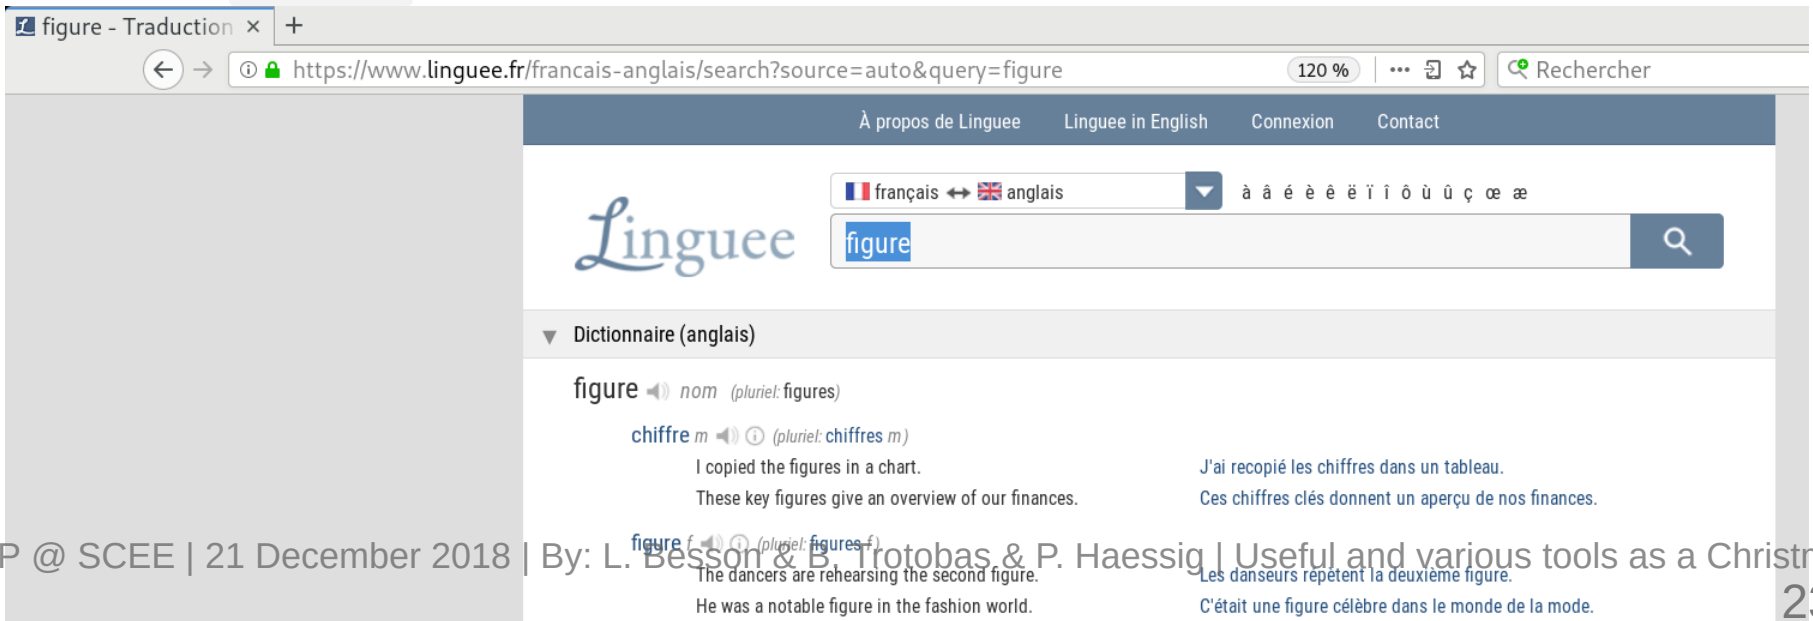 figure - Traduction × +
https://www.linguee.fr/francais-anglais/search?source=auto&query=figure 120 % ••• Rechercher
À propos de Linguee Linguee in English Connexion Contact
français ↔ anglais à â é è ê ë ï î ô ù û ç œ æ
Linguee
figure
Dictionnaire (anglais)
figure nom (pluriel: figures)
chiffre m (pluriel: chiffres m)
I copied the figures in a chart. J'ai recopié les chiffres dans un tableau.
These key figures give an overview of our finances. Ces chiffres clés donnent un aperçu de nos finances.
figure f (pluriel: figures f)
P @ SCEE | 21 December 2018 | By: L. Besson & B. Trotobas & P. Haessig | Useful and various tools as a Christm
The dancers are rehearsing the second figure. Les danseurs répètent la deuxième figure.
He was a notable figure in the fashion world. C'était une figure célèbre dans le monde de la mode.
23